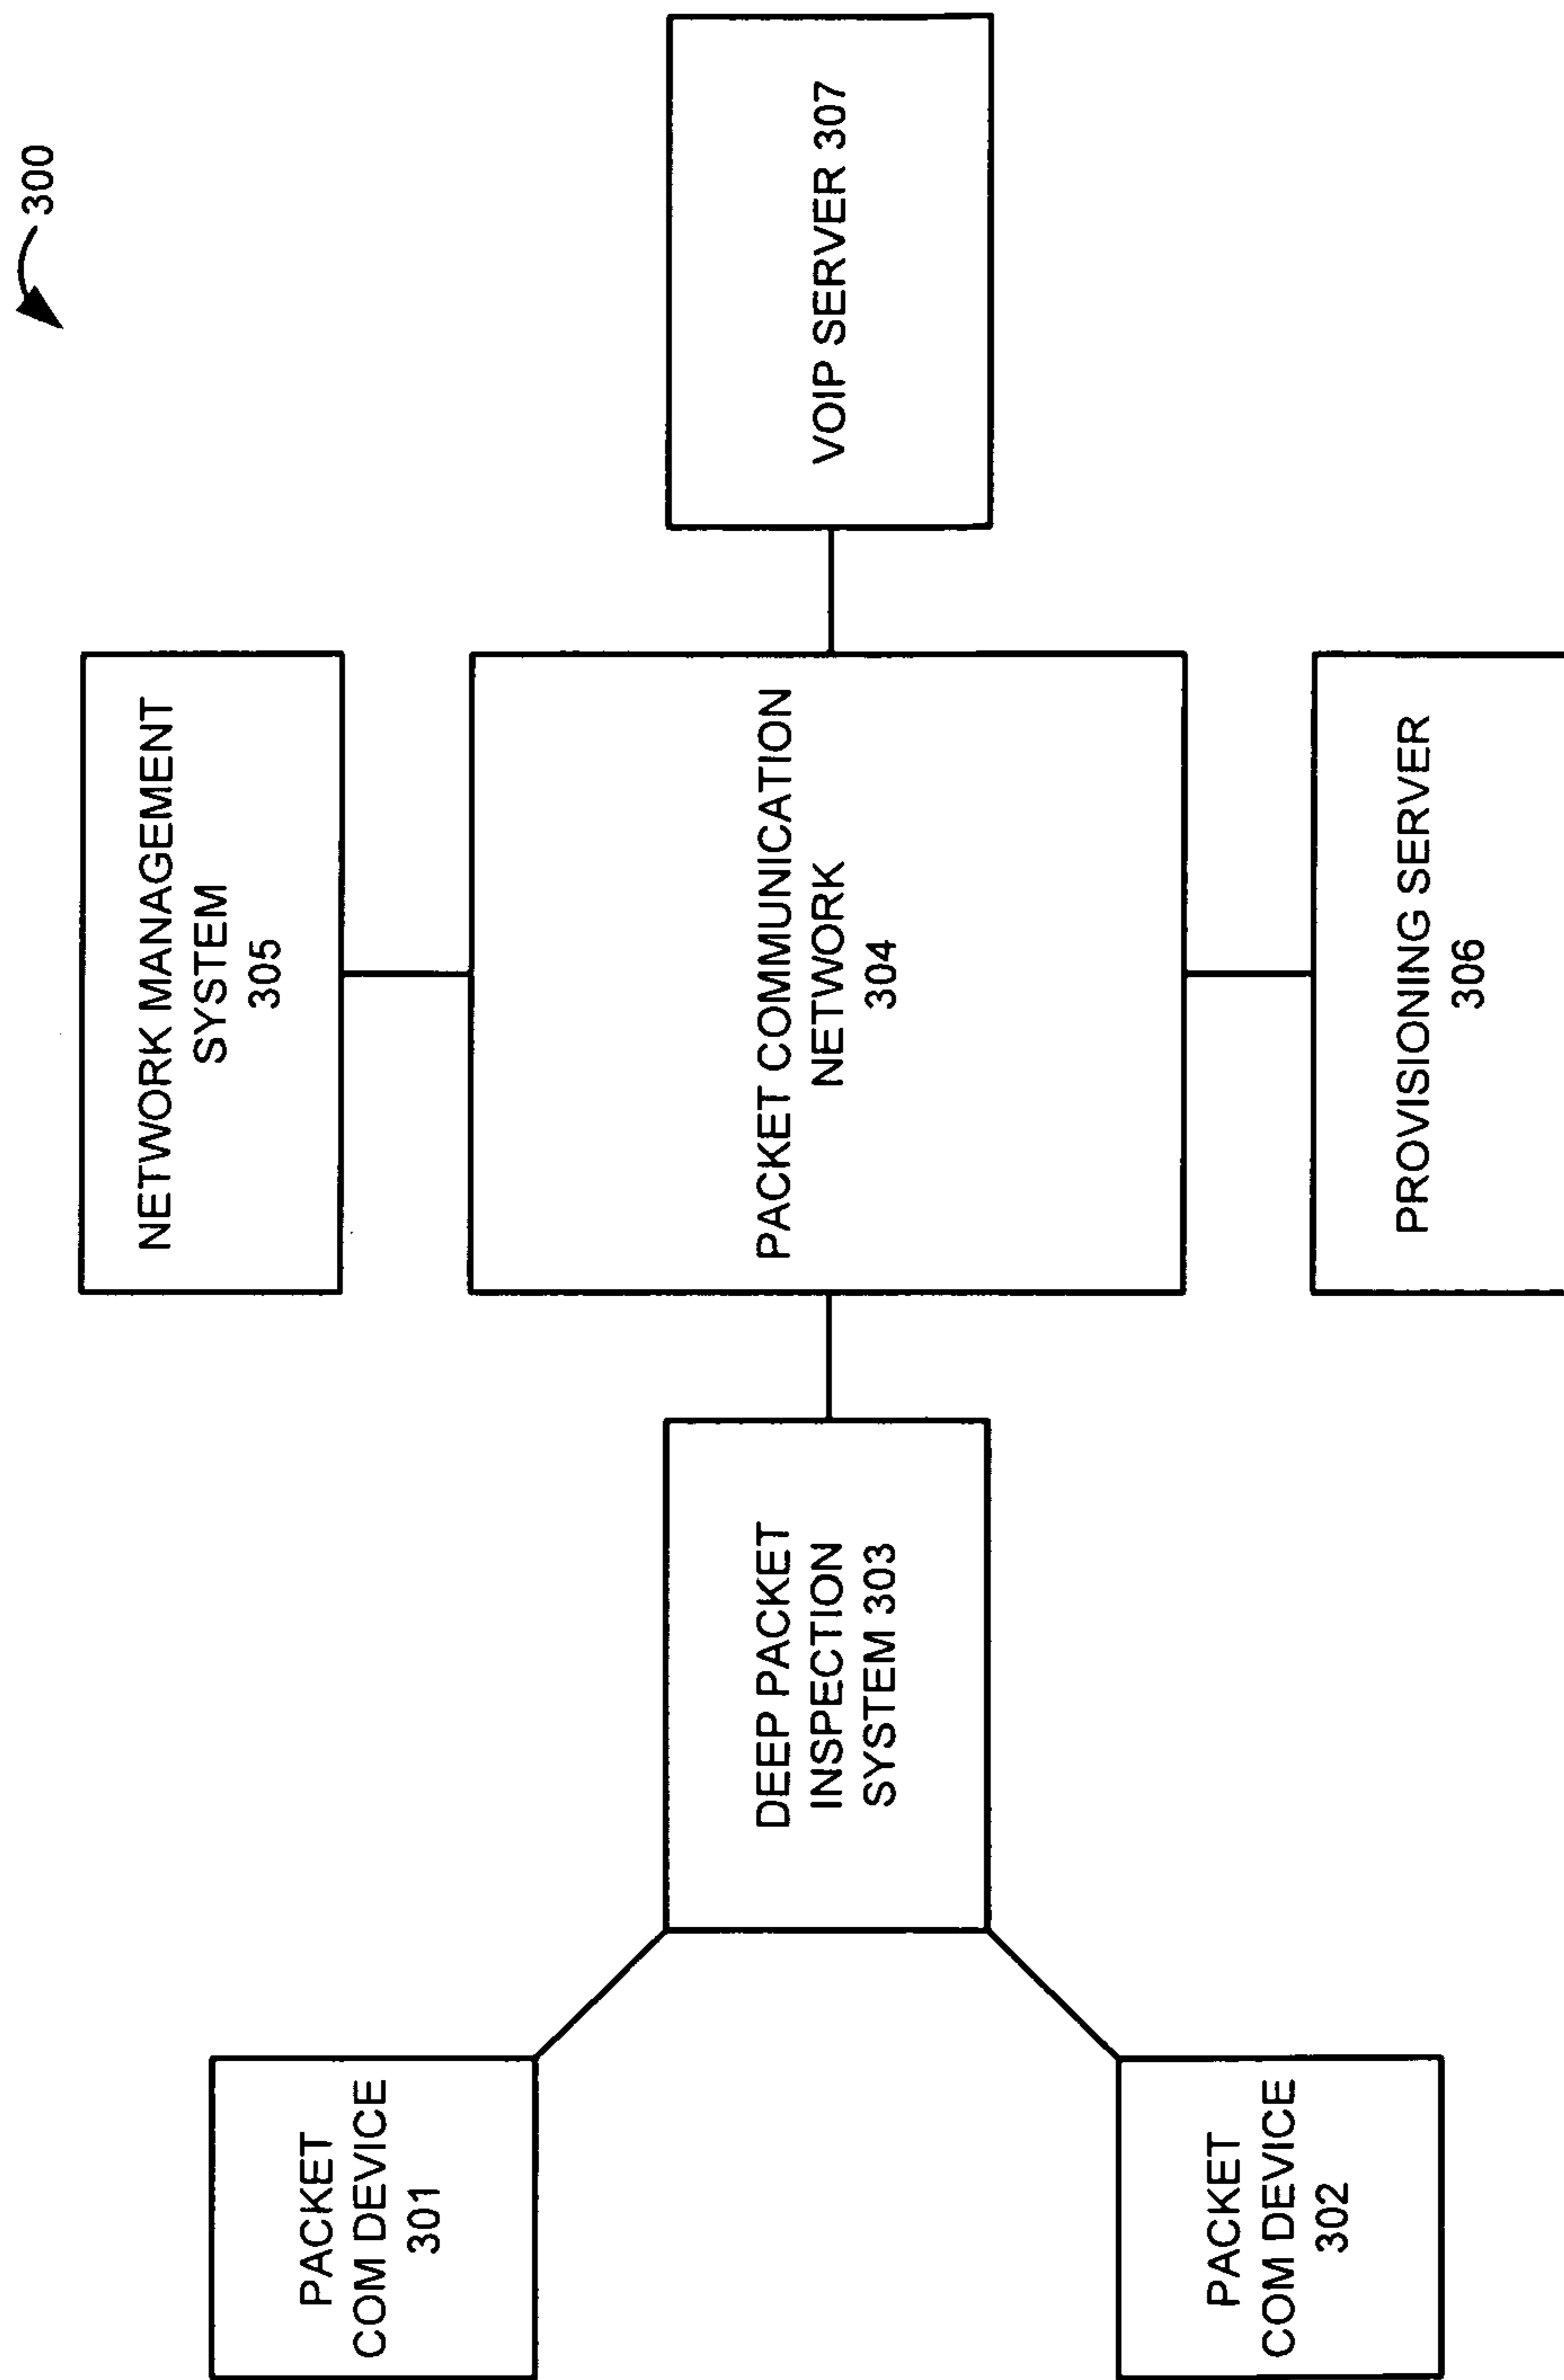 300
NETWORK MANAGEMENT
SYSTEM
305
PACKET
COM DEVICE
301
DEEP PACKET
INSPECTION
SYSTEM 303
PACKET COMMUNICATION
NETWORK
304
VOIP SERVER 307
PACKET
COM DEVICE
302
PROVISIONING SERVER
306